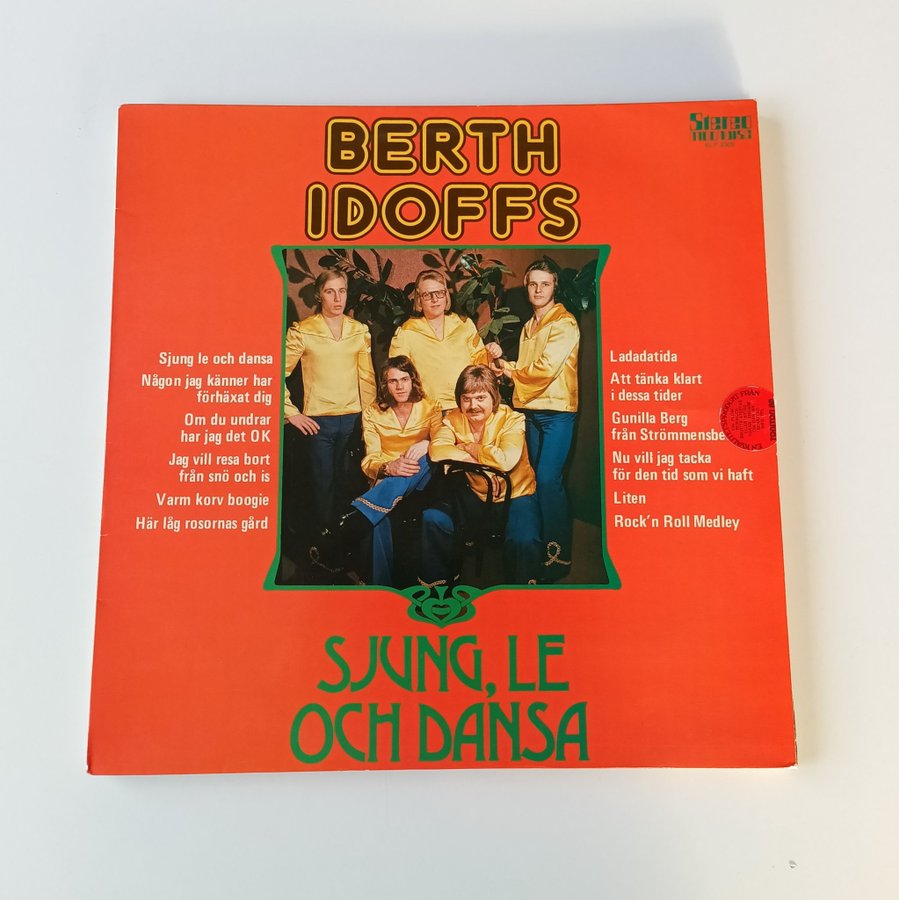 BERTH
IDOFFS
Stereo
Sjung le och dansa
Någon jag känner har
förhäxat dig
Om du undrar
har jag det OK
Jag vill resa bort
från snö och is
Varm korv boogie
Här låg rosornas gård
Ladadatida
Att tänka klart
i dessa tider
Gunilla Berg
från Strömmensbe
Nu vill jag tacka
för den tid som vi haft
Liten
Rock'n Roll Medley
SJUNG, LE
OCH DANSA